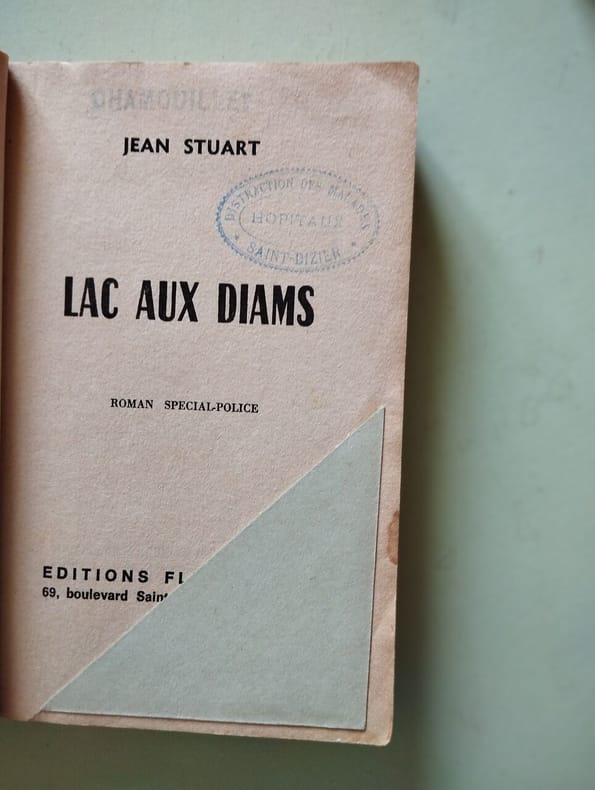 CHAMOUILLEY
JEAN STUART
DISTRACTION DES MALADES
HOPITAUX
* SAINT-DIZIER *
LAC AUX DIAMS
ROMAN SPECIAL-POLICE
EDITIONS FL
69, boulevard Saint